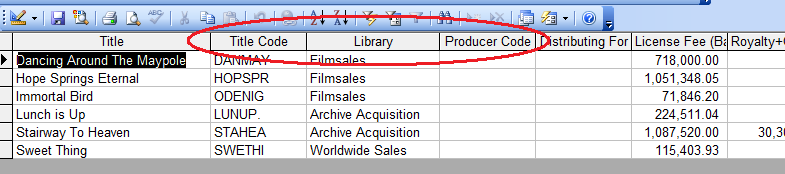 Title Title Code Library Producer Code Distributing For License Fee (Ba Royalty+
Dancing Around The Maypole DANMAY Filmsales 718,000.00
Hope Springs Eternal HOPSPR Filmsales 1,051,348.05
Immortal Bird ODENIG Filmsales 71,846.20
Lunch is Up LUNUP. Archive Acquisition 224,511.04
Stairway To Heaven STAHEA Archive Acquisition 1,087,520.00 30,30
Sweet Thing SWETHI Worldwide Sales 115,403.93